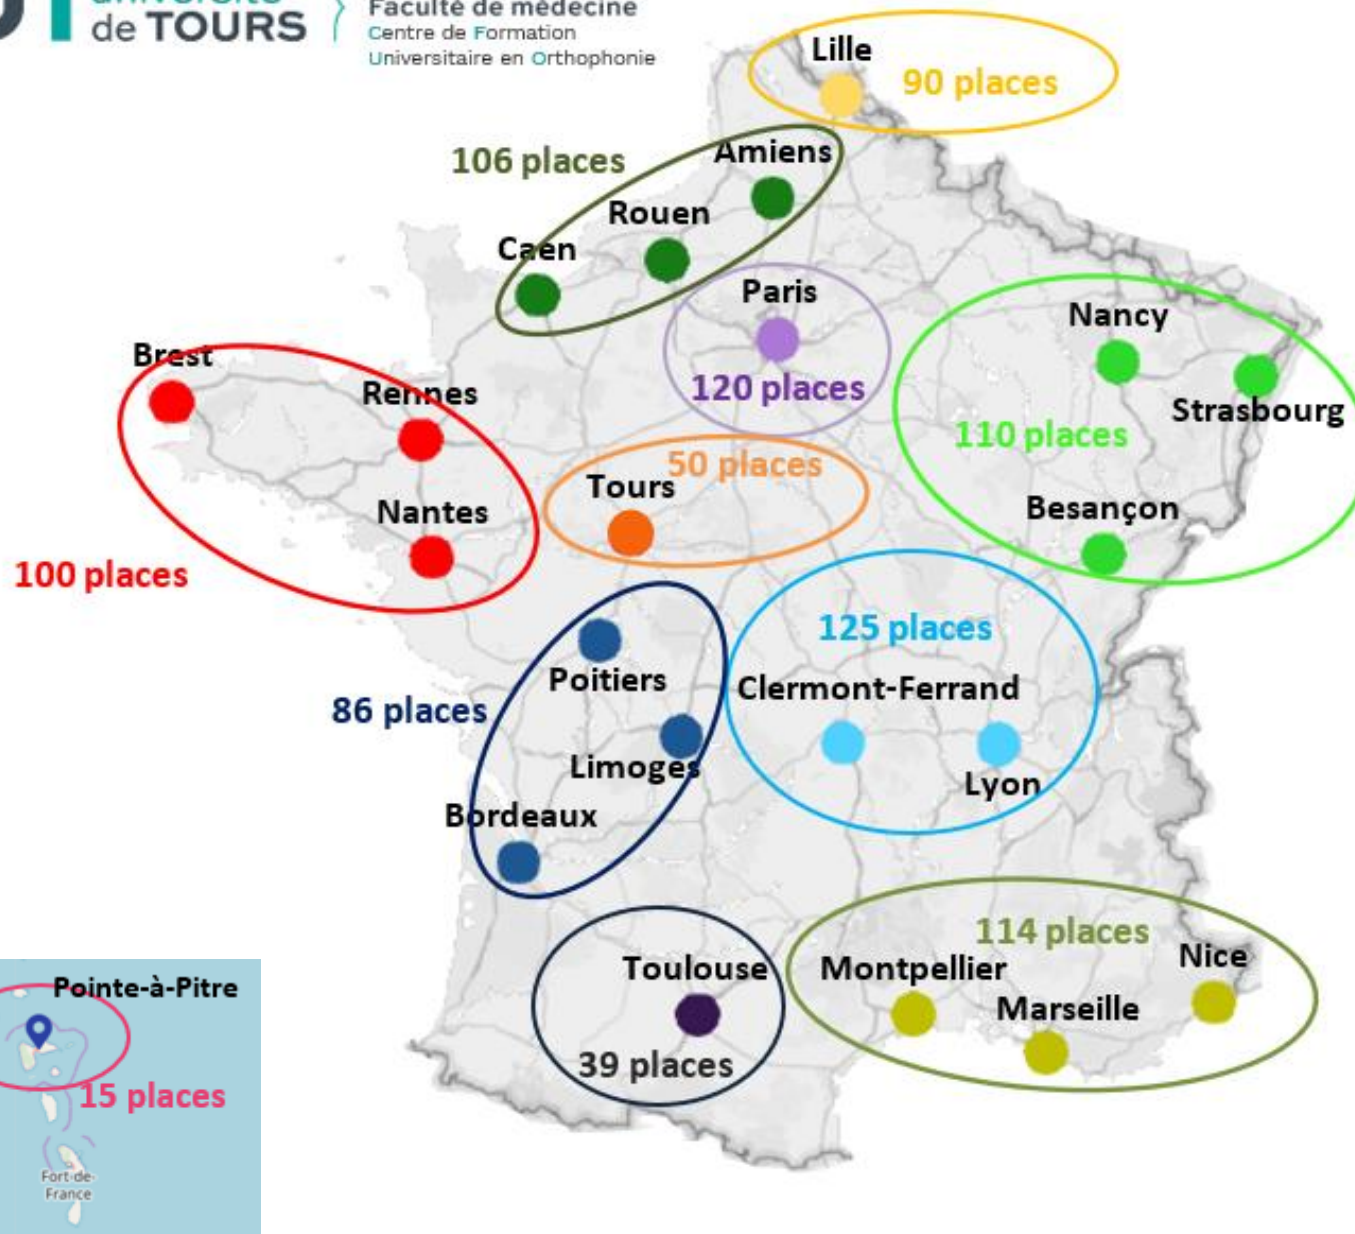 université
de TOURS
Faculté de médecine
Centre de Formation
Universitaire en Orthophonie
Lille
90 places
106 places
Amiens
Rouen
Caen
Paris
120 places
Nancy
Strasbourg
110 places
Besançon
Brest
Rennes
Nantes
100 places
50 places
Tours
125 places
Clermont-Ferrand
Lyon
Poitiers
86 places
Limoges
Bordeaux
114 places
Nice
Montpellier
Marseille
Toulouse
39 places
Pointe-à-Pitre
15 places
Fort-de-
France